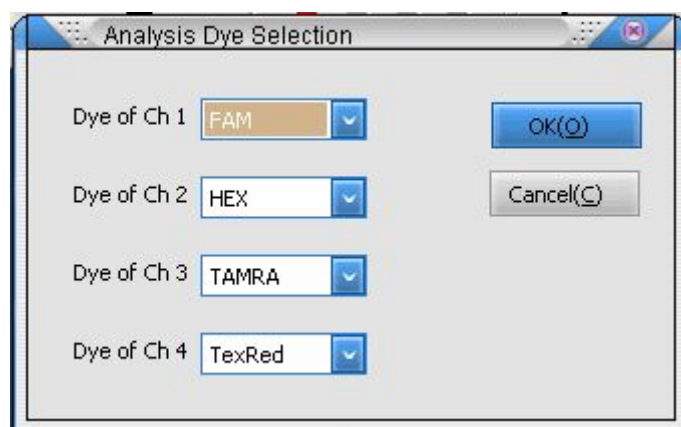 Analysis Dye Selection
Dye of Ch 1 FAM OK(O)
Dye of Ch 2 HEX Cancel(C)
Dye of Ch 3 TAMRA
Dye of Ch 4 TexRed